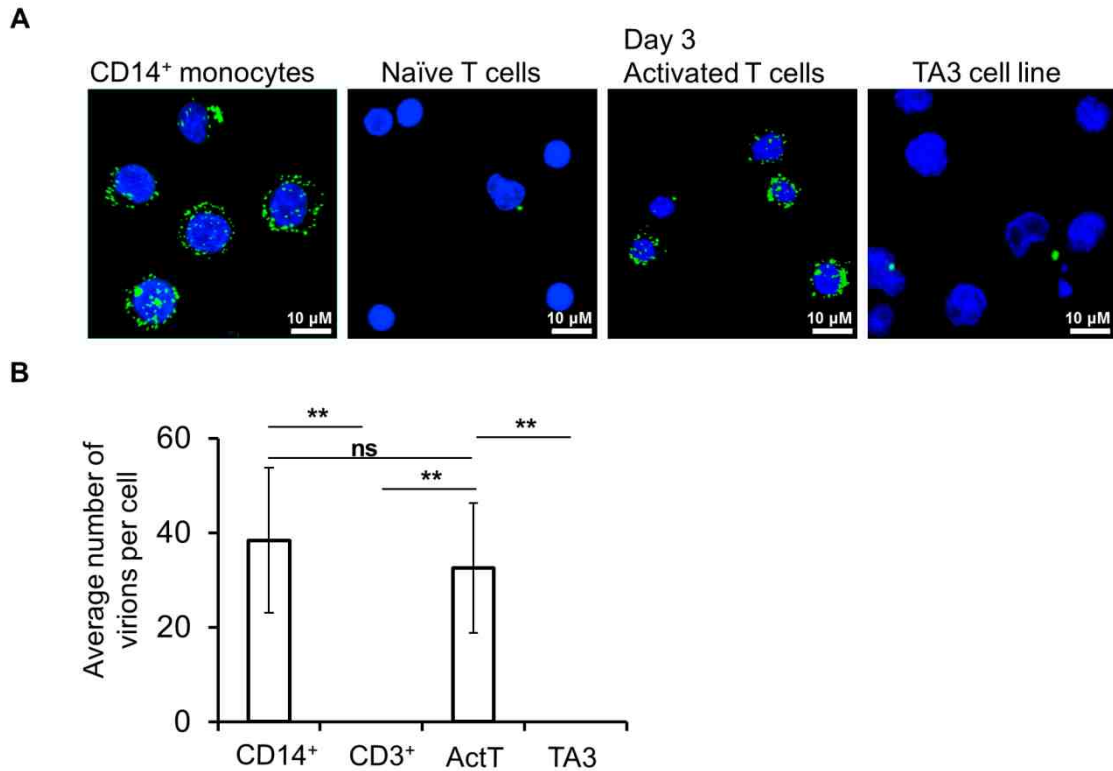 A
CD14⁺ monocytes
Naïve T cells
Day 3
Activated T cells
TA3 cell line
10 µM
10 µM
10 µM
10 µM
B
Average number of
virions per cell
60
40
20
0
**
ns
**
**
CD14⁺
CD3⁺
ActT
TA3